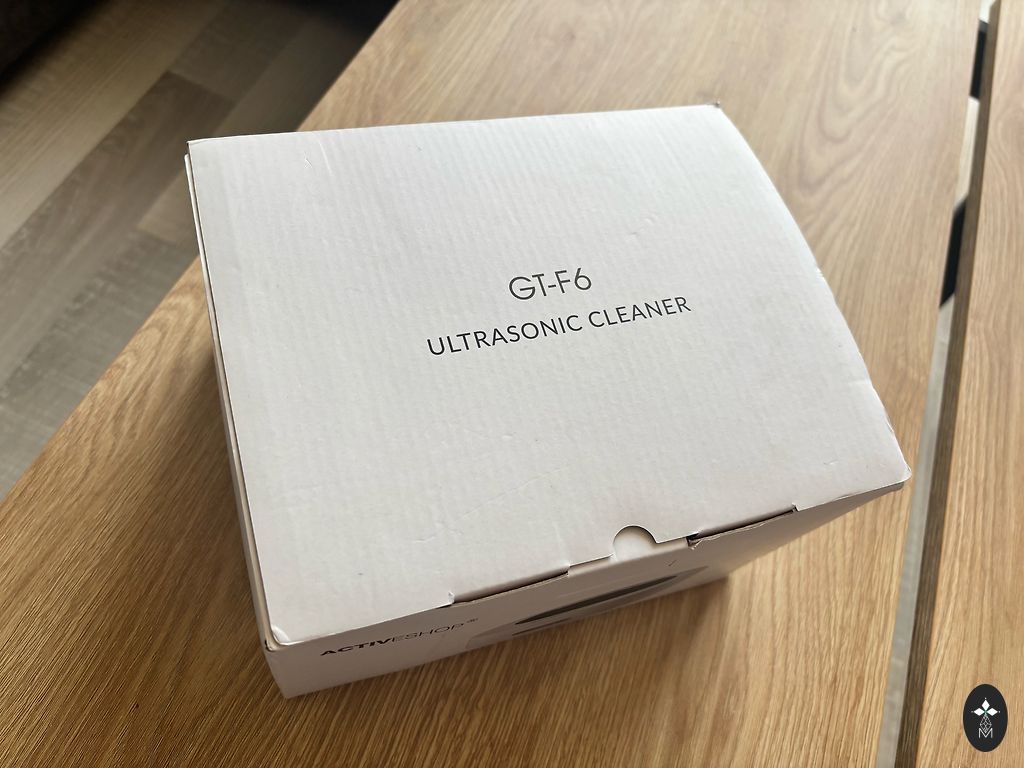 GT-F6
ULTRASONIC CLEANER
ACTIVESHOP